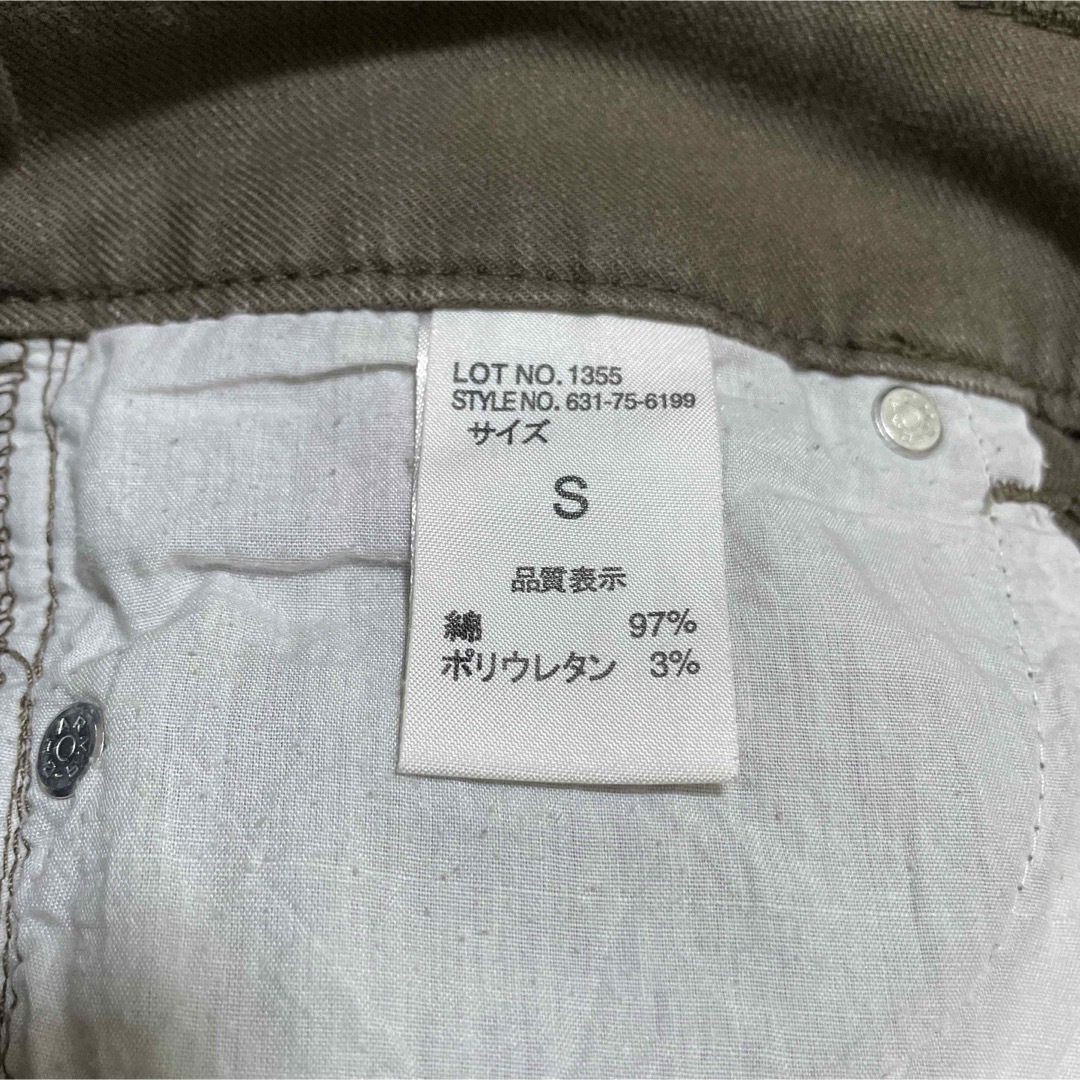 LOT NO. 1355
STYLE NO. 631-75-6199
サイズ
S
品質表示
綿 97%
ポリウレタン 3%